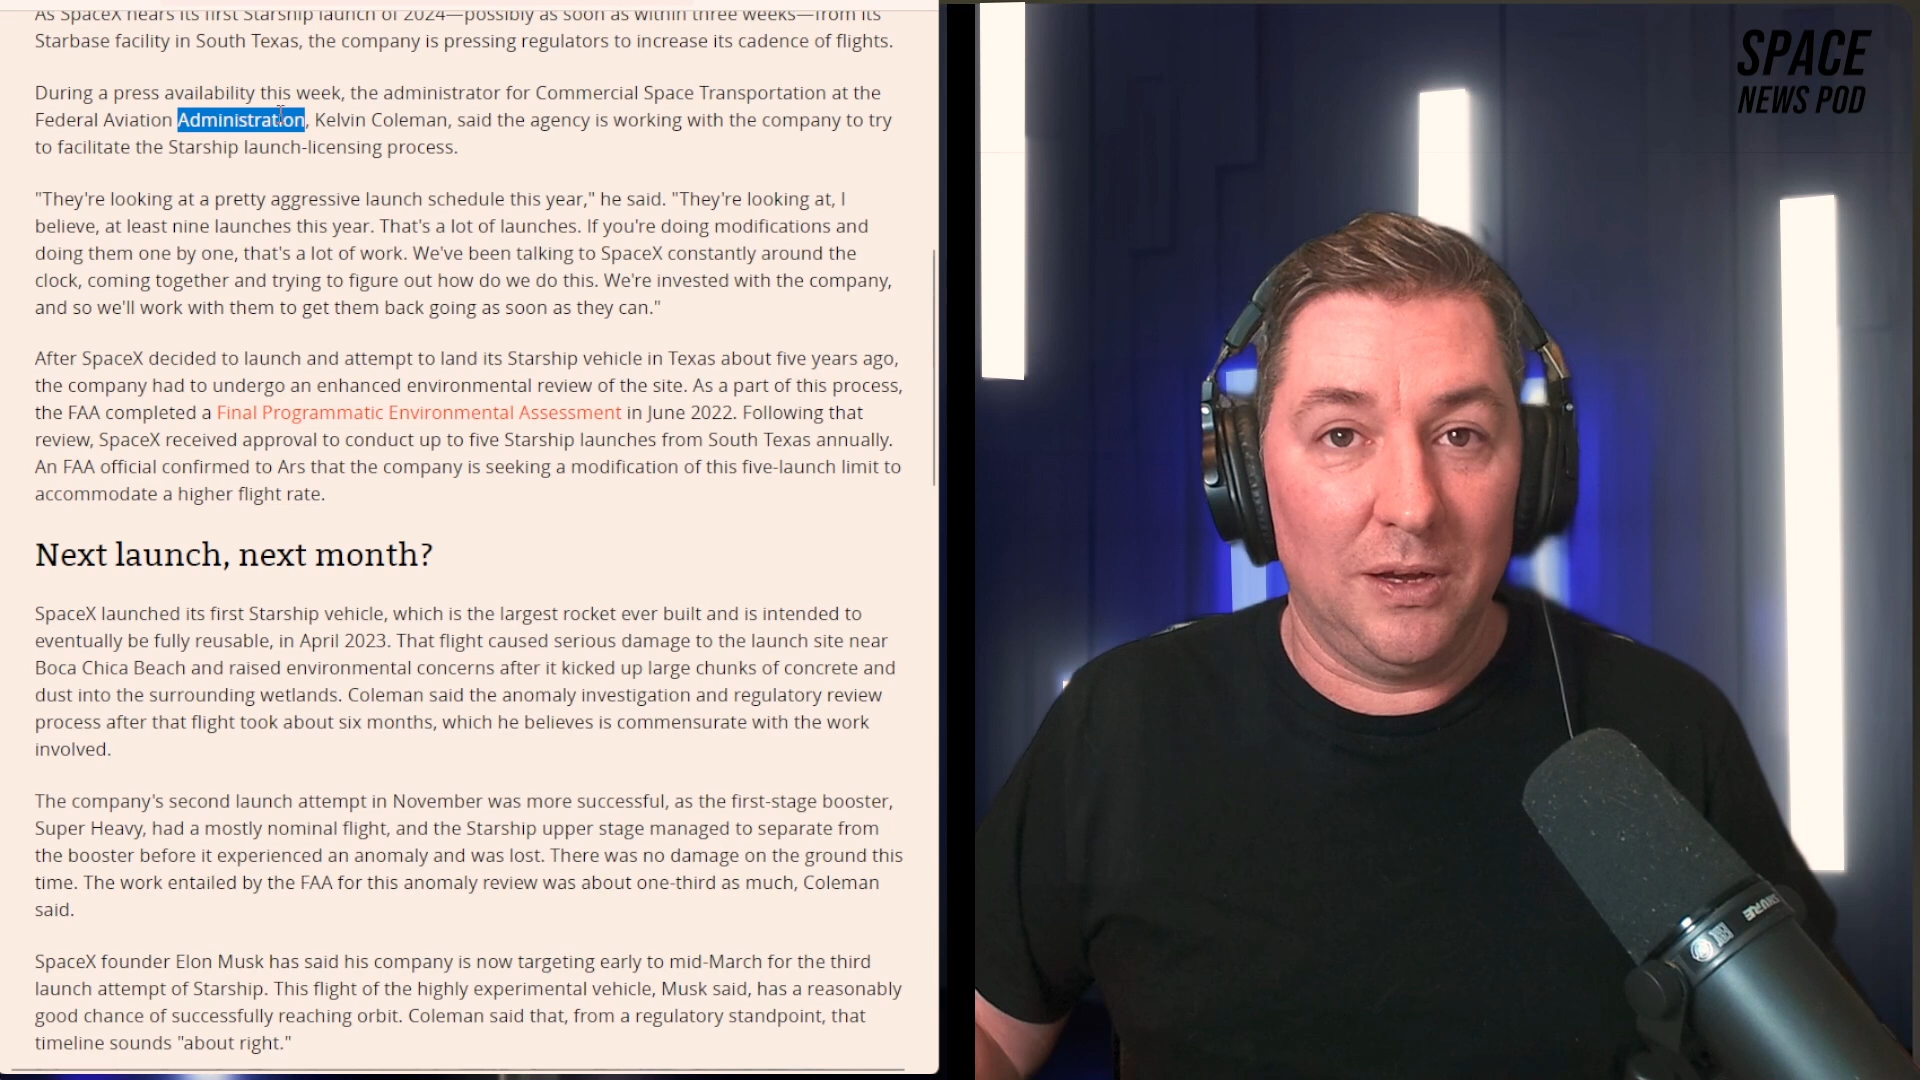 As SpaceX nears its first Starship launch of 2024—possibly as soon as within three weeks—from its
Starbase facility in South Texas, the company is pressing regulators to increase its cadence of flights.
During a press availability this week, the administrator for Commercial Space Transportation at the
Federal Aviation Administration, Kelvin Coleman, said the agency is working with the company to try
to facilitate the Starship launch-licensing process.
"They're looking at a pretty aggressive launch schedule this year," he said. "They're looking at, I
believe, at least nine launches this year. That's a lot of launches. If you're doing modifications and
doing them one by one, that's a lot of work. We've been talking to SpaceX constantly around the
clock, coming together and trying to figure out how do we do this. We're invested with the company,
and so we'll work with them to get them back going as soon as they can."
After SpaceX decided to launch and attempt to land its Starship vehicle in Texas about five years ago,
the company had to undergo an enhanced environmental review of the site. As a part of this process,
the FAA completed a Final Programmatic Environmental Assessment in June 2022. Following that
review, SpaceX received approval to conduct up to five Starship launches from South Texas annually.
An FAA official confirmed to Ars that the company is seeking a modification of this five-launch limit to
accommodate a higher flight rate.
Next launch, next month?
SpaceX launched its first Starship vehicle, which is the largest rocket ever built and is intended to
eventually be fully reusable, in April 2023. That flight caused serious damage to the launch site near
Boca Chica Beach and raised environmental concerns after it kicked up large chunks of concrete and
dust into the surrounding wetlands. Coleman said the anomaly investigation and regulatory review
process after that flight took about six months, which he believes is commensurate with the work
involved.
The company's second launch attempt in November was more successful, as the first-stage booster,
Super Heavy, had a mostly nominal flight, and the Starship upper stage managed to separate from
the booster before it experienced an anomaly and was lost. There was no damage on the ground this
time. The work entailed by the FAA for this anomaly review was about one-third as much, Coleman
said.
SpaceX founder Elon Musk has said his company is now targeting early to mid-March for the third
launch attempt of Starship. This flight of the highly experimental vehicle, Musk said, has a reasonably
good chance of successfully reaching orbit. Coleman said that, from a regulatory standpoint, that
timeline sounds "about right."
SPACE
NEWS POD
SHURE